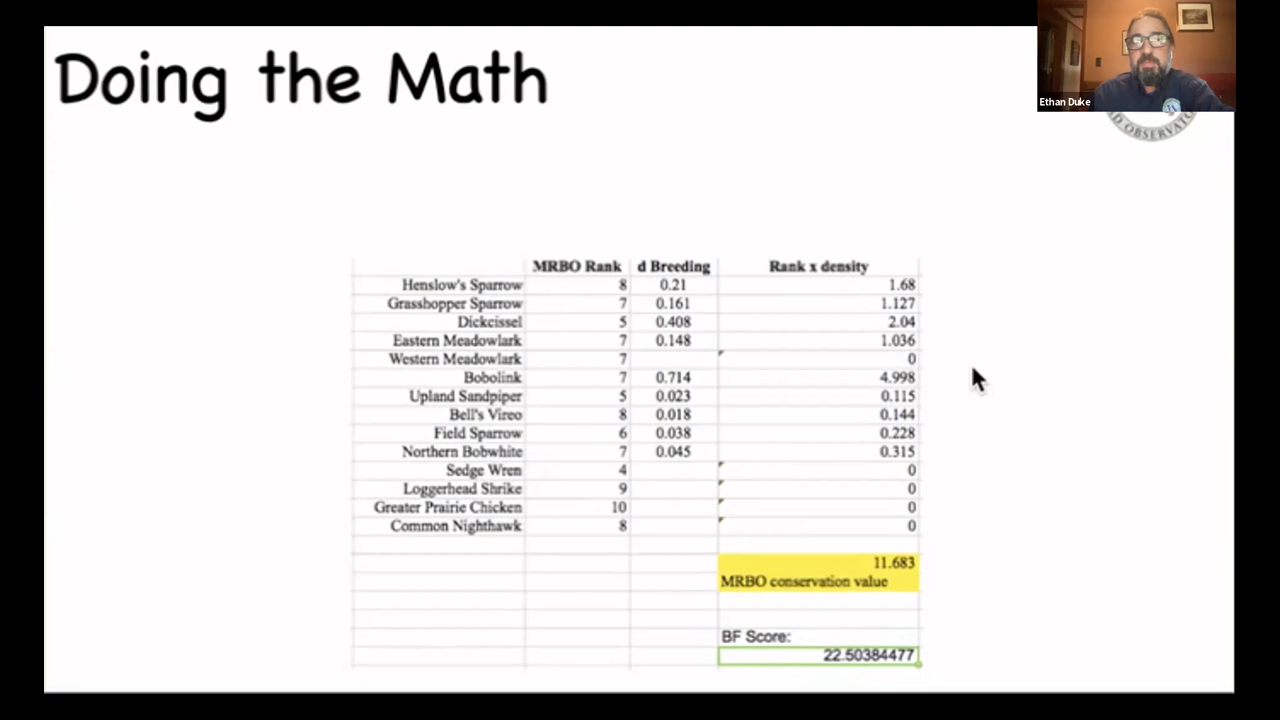 Doing the Math
Ethan Duke
OBSERVATO
MRBO Rank d Breeding Rank x density
Henslow's Sparrow 8 0.21 1.68
Grasshopper Sparrow 7 0.161 1.127
Dickcissel 5 0.408 2.04
Eastern Meadowlark 7 0.148 1.036
Western Meadowlark 7 0
Bobolink 7 0.714 4.998
Upland Sandpiper 5 0.023 0.115
Bell's Vireo 8 0.018 0.144
Field Sparrow 6 0.038 0.228
Northern Bobwhite 7 0.045 0.315
Sedge Wren 4 0
Loggerhead Shrike 9 0
Greater Prairie Chicken 10 0
Common Nighthawk 8 0
11.683
MRBO conservation value
BF Score:
22.50384477